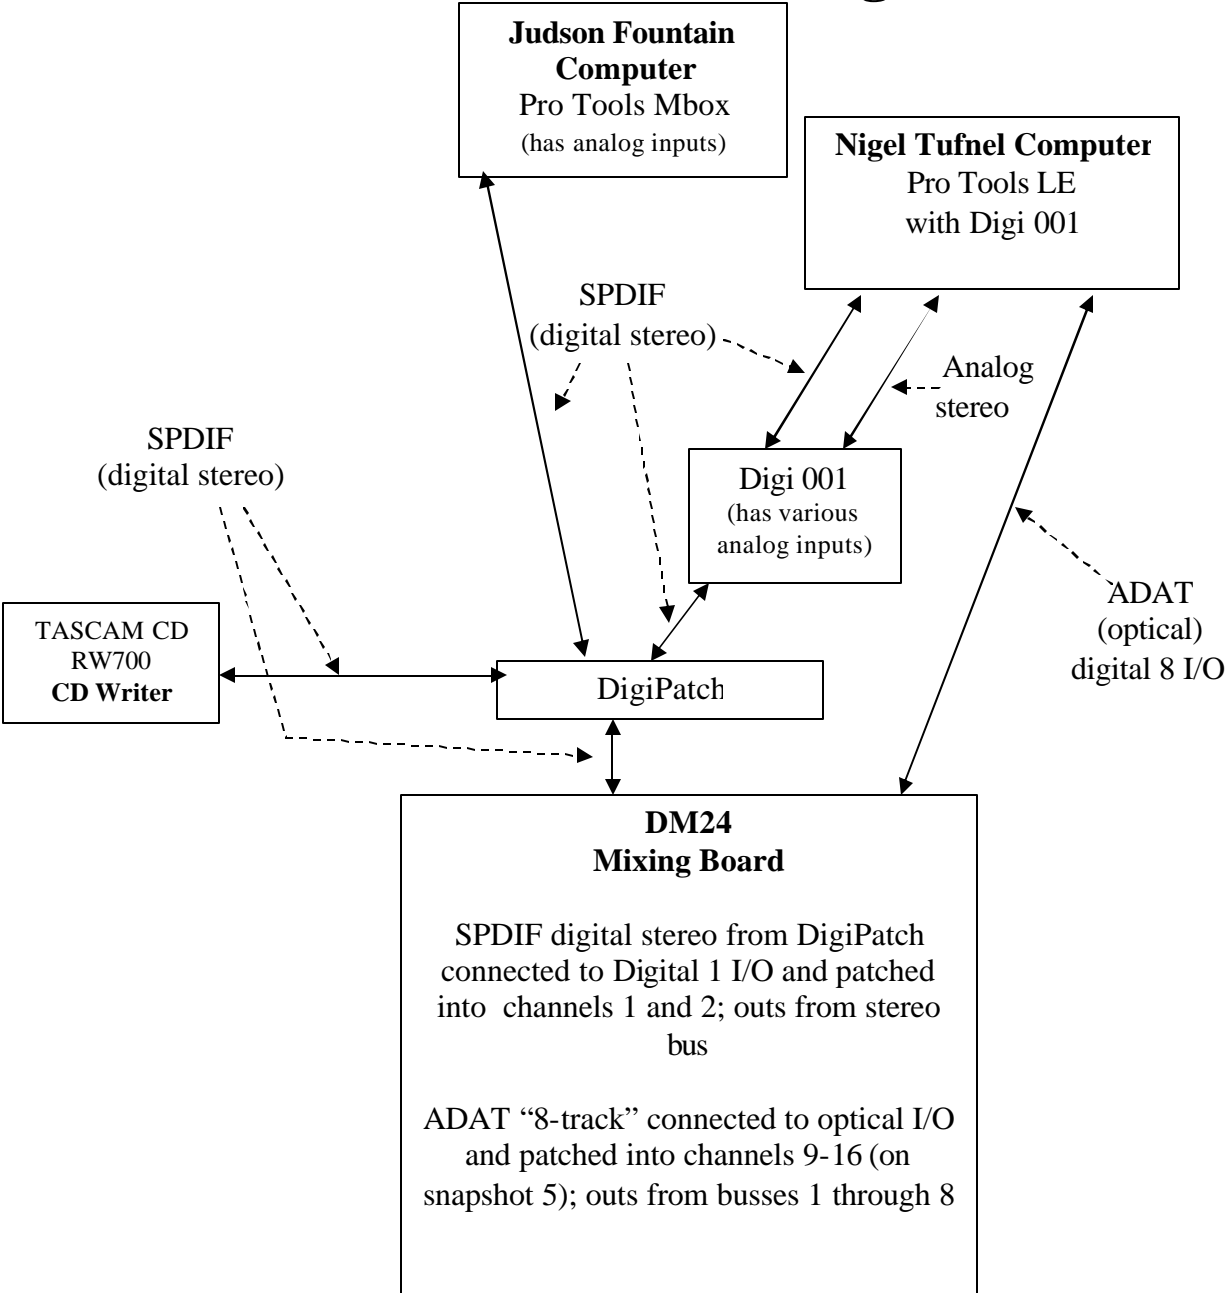 Judson Fountain
Computer
Pro Tools Mbox
(has analog inputs)
Nigel Tufnel Computer
Pro Tools LE
with Digi 001
SPDIF
(digital stereo)
Analog
stereo
SPDIF
(digital stereo)
Digi 001
(has various
analog inputs)
ADAT
(optical)
digital 8 I/O
TASCAM CD
RW700
CD Writer
DigiPatch
DM24
Mixing Board
SPDIF digital stereo from DigiPatch
connected to Digital 1 I/O and patched
into channels 1 and 2; outs from stereo
bus
ADAT “8-track” connected to optical I/O
and patched into channels 9-16 (on
snapshot 5); outs from busses 1 through 8